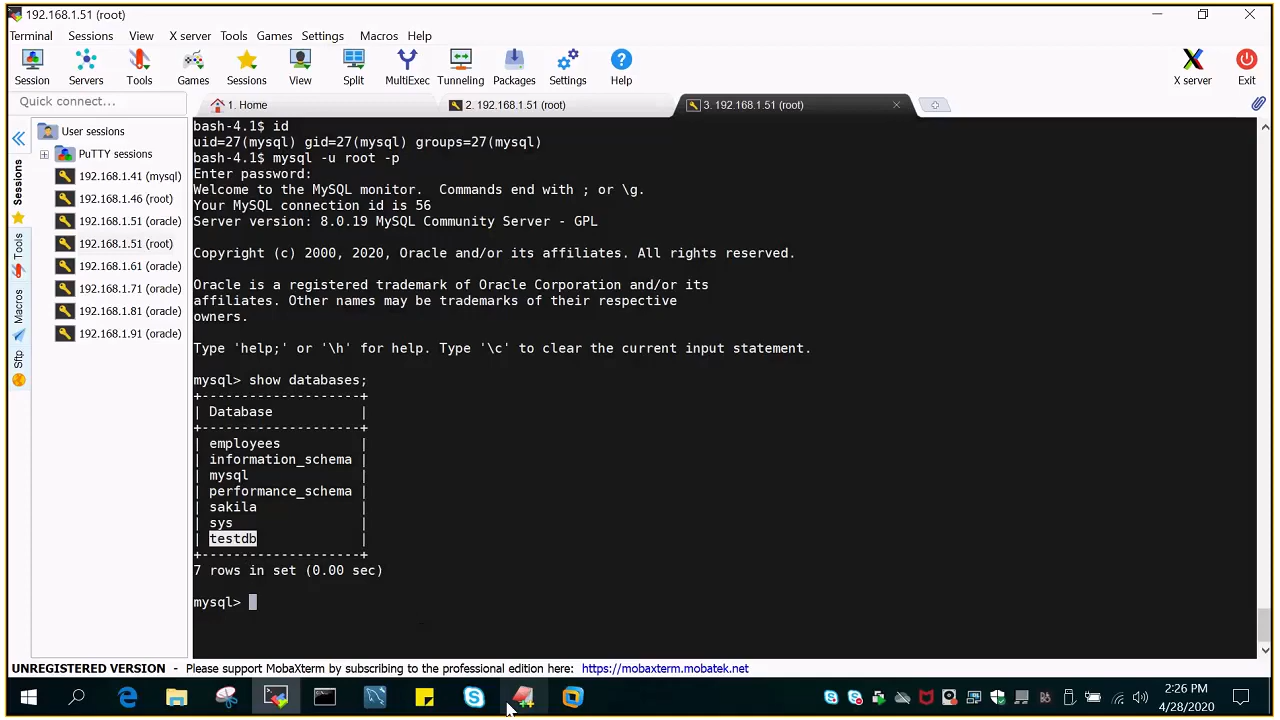 192.168.1.51 (root)
Terminal Sessions View X server Tools Games Settings Macros Help
Session Servers Tools Games Sessions View Split MultiExec Tunneling Packages Settings Help X server Exit
Quick connect...
1. Home
2. 192.168.1.51 (root)
3. 192.168.1.51 (root)
Sessions
Tools
Macros
Sftp
User sessions
PuTTY sessions
192.168.1.41 (mysql)
192.168.1.46 (root)
192.168.1.51 (oracle)
192.168.1.51 (root)
192.168.1.61 (oracle)
192.168.1.71 (oracle)
192.168.1.81 (oracle)
192.168.1.91 (oracle)
bash-4.1$ id
uid=27(mysql) gid=27(mysql) groups=27(mysql)
bash-4.1$ mysql -u root -p
Enter password:
Welcome to the MySQL monitor.  Commands end with ; or \g.
Your MySQL connection id is 56
Server version: 8.0.19 MySQL Community Server - GPL
Copyright (c) 2000, 2020, Oracle and/or its affiliates. All rights reserved.
Oracle is a registered trademark of Oracle Corporation and/or its
affiliates. Other names may be trademarks of their respective
owners.
Type 'help;' or '\h' for help. Type '\c' to clear the current input statement.
mysql> show databases;
+--------------------+
| Database           |
+--------------------+
| employees          |
| information_schema |
| mysql              |
| performance_schema |
| sakila             |
| sys                |
| testdb             |
+--------------------+
7 rows in set (0.00 sec)
mysql>
UNREGISTERED VERSION - Please support MobaXterm by subscribing to the professional edition here: https://mobaxterm.mobatek.net
2:26 PM
4/28/2020